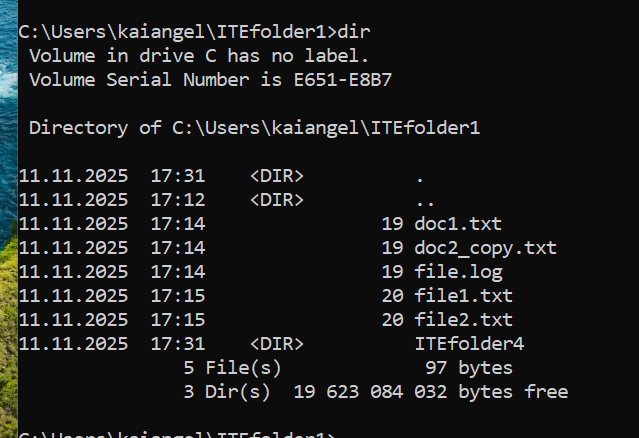 C:\Users\kaiangel\ITEfolder1>dir
 Volume in drive C has no label.
 Volume Serial Number is E651-E8B7

 Directory of C:\Users\kaiangel\ITEfolder1

11.11.2025  17:31    <DIR>          .
11.11.2025  17:12    <DIR>          ..
11.11.2025  17:14                19 doc1.txt
11.11.2025  17:14                19 doc2_copy.txt
11.11.2025  17:14                19 file.log
11.11.2025  17:15                20 file1.txt
11.11.2025  17:15                20 file2.txt
11.11.2025  17:31    <DIR>          ITEfolder4
               5 File(s)             97 bytes
               3 Dir(s)  19 623 084 032 bytes free

C:\Users\kaiangel\ITEfolder1>